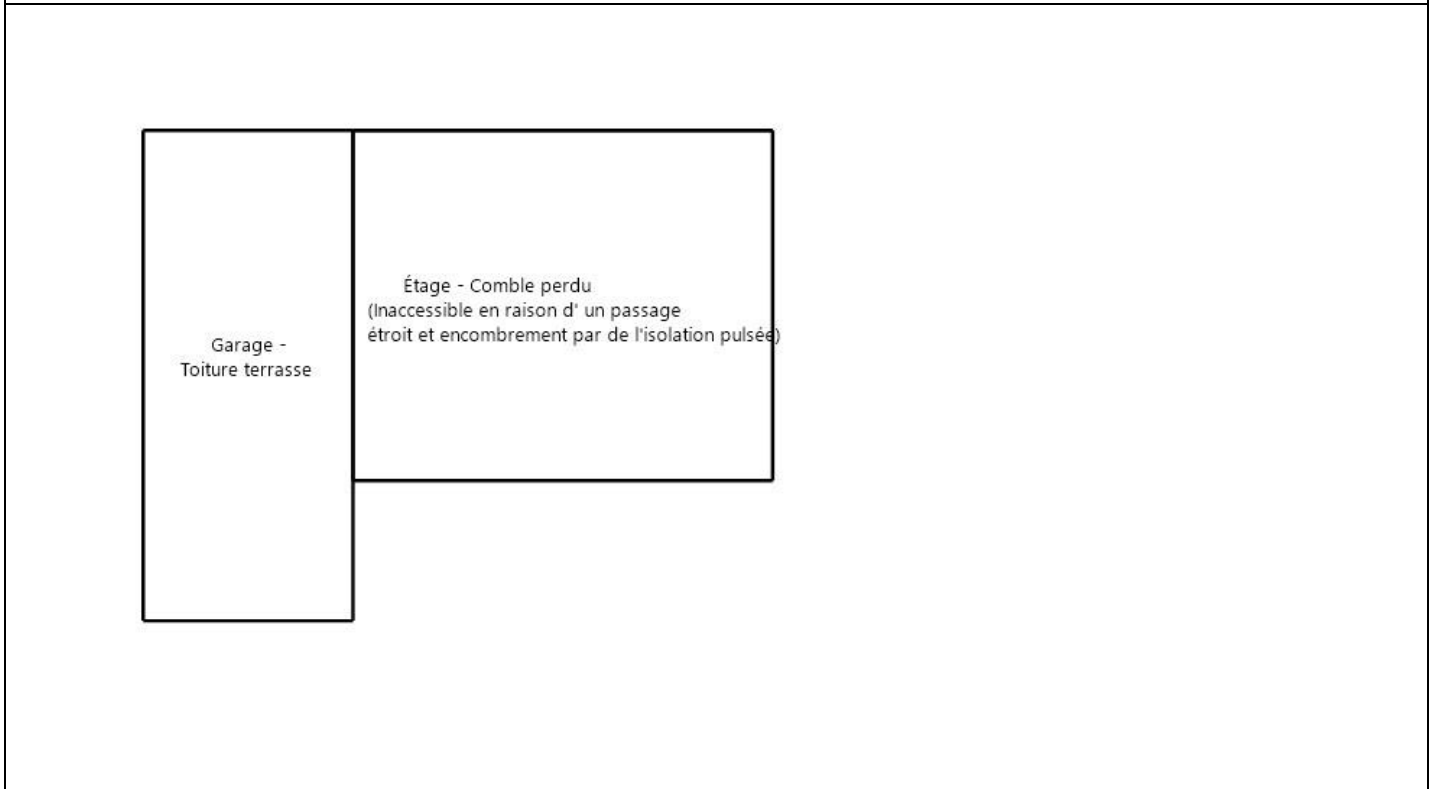 Garage -
Toiture terrasse
Étage - Comble perdu
(Inaccessible en raison d' un passage
étroit et encombrement par de l'isolation pulsée)